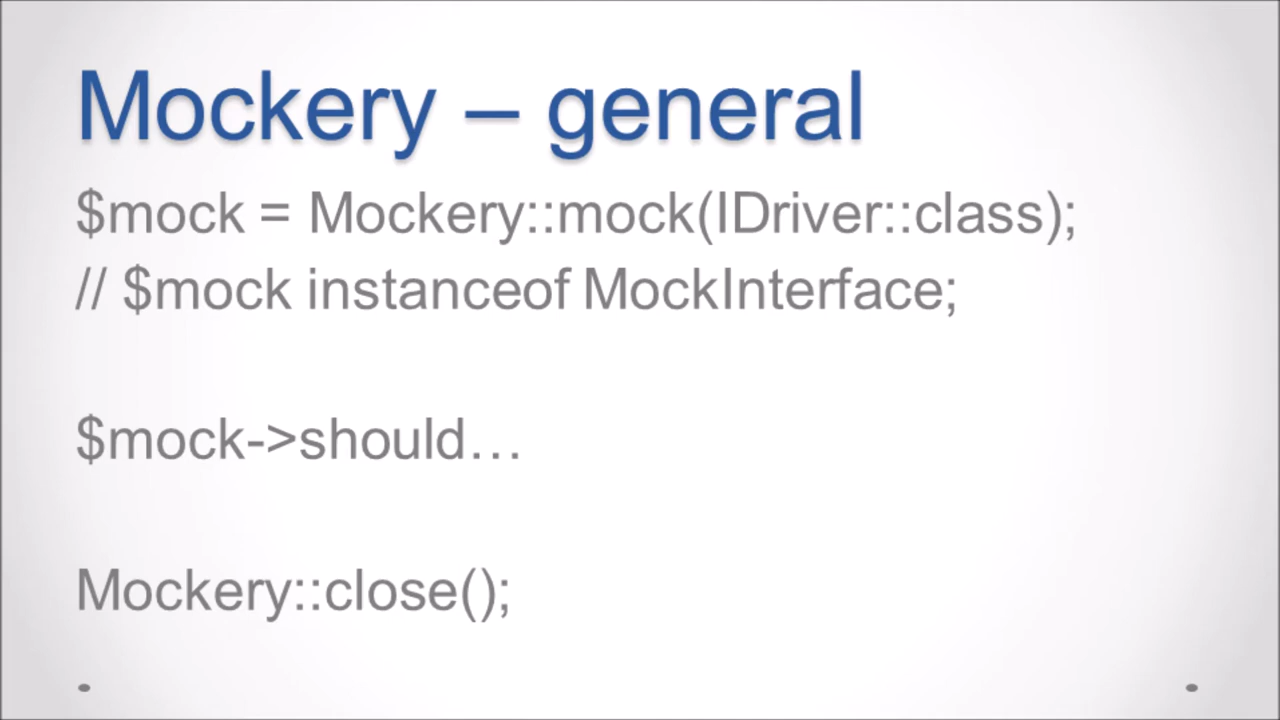 Mockery – general
$mock = Mockery::mock(IDriver::class);
// $mock instanceof MockInterface;
$mock->should…
Mockery::close();